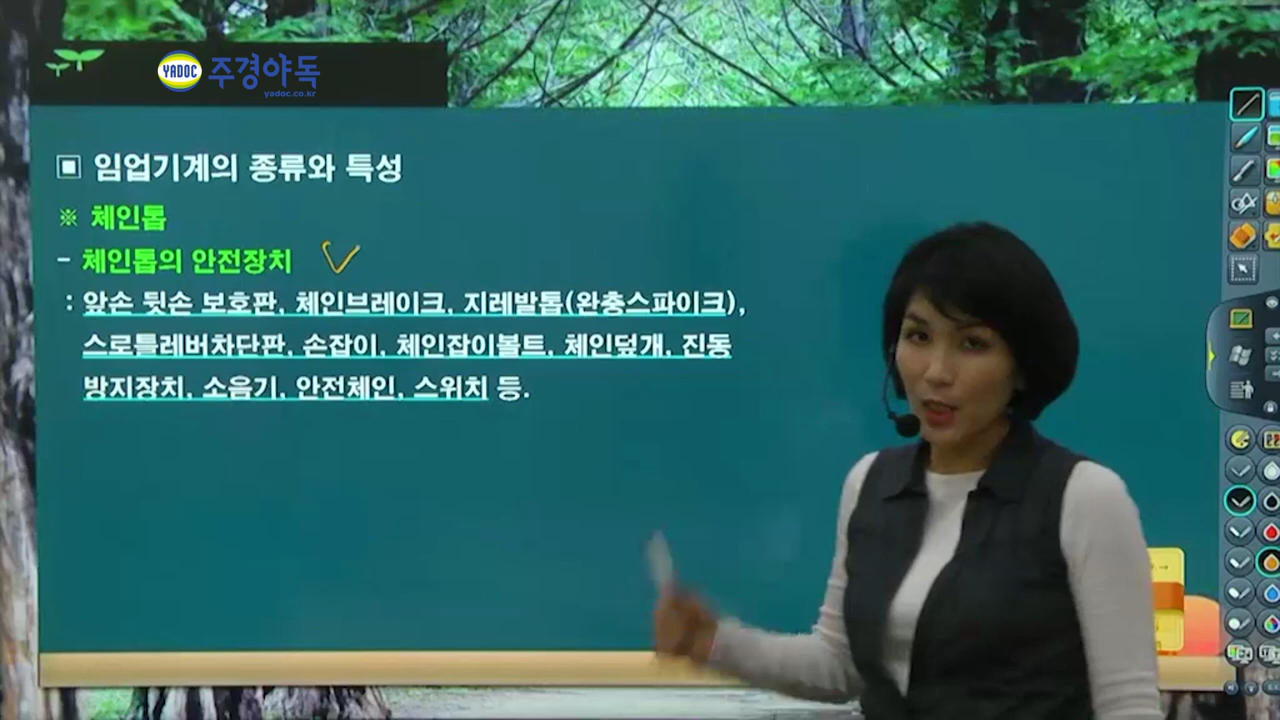 YADOC 주경야독
yadoc.co.kr
▣ 임업기계의 종류와 특성
※ 체인톱
- 체인톱의 안전장치
: 앞손 뒷손 보호판, 체인브레이크, 지레발톱(완충스파이크),
스로틀레버차단판, 손잡이, 체인잡이볼트, 체인덮개, 진동
방지장치, 소음기, 안전체인, 스위치 등.